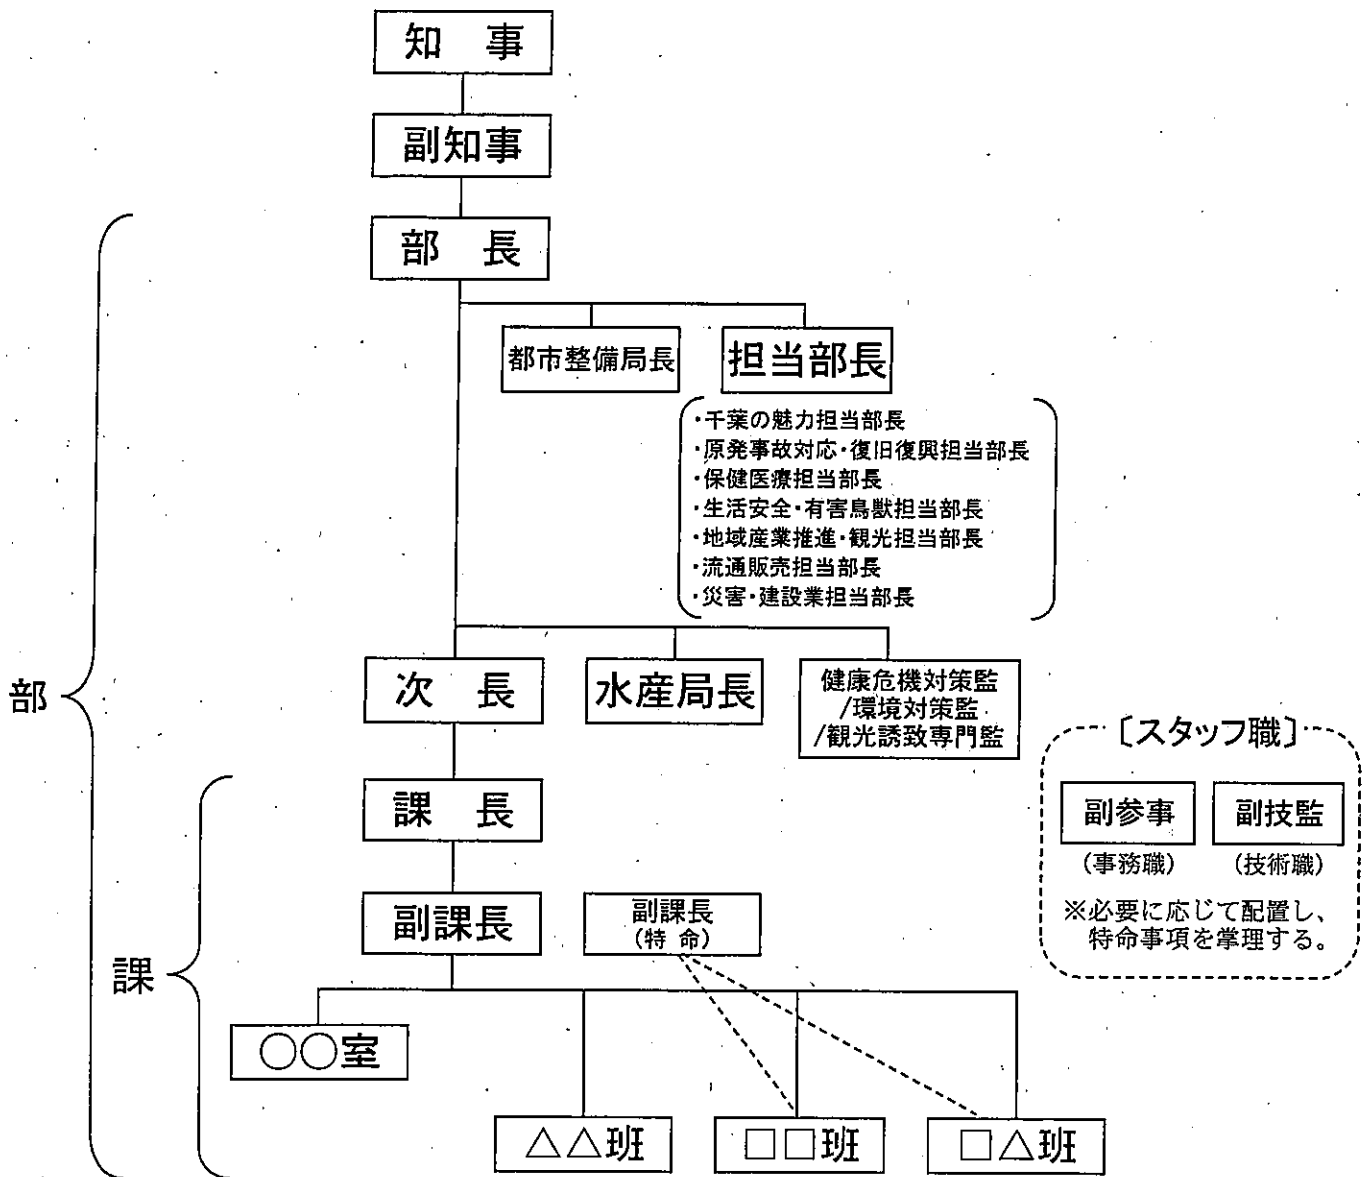 知　事
副知事
部　長
都市整備局長
担当部長
・千葉の魅力担当部長
・原発事故対応・復旧復興担当部長
・保健医療担当部長
・生活安全・有害鳥獣担当部長
・地域産業推進・観光担当部長
・流通販売担当部長
・災害・建設業担当部長
部
次　長
水産局長
健康危機対策監
/環境対策監
/観光誘致専門監
〔スタッフ職〕
副参事
(事務職)
副技監
(技術職)
※必要に応じて配置し、
特命事項を掌理する。
課　長
副課長
副課長
(特 命)
課
○○室
△△班
□□班
□△班